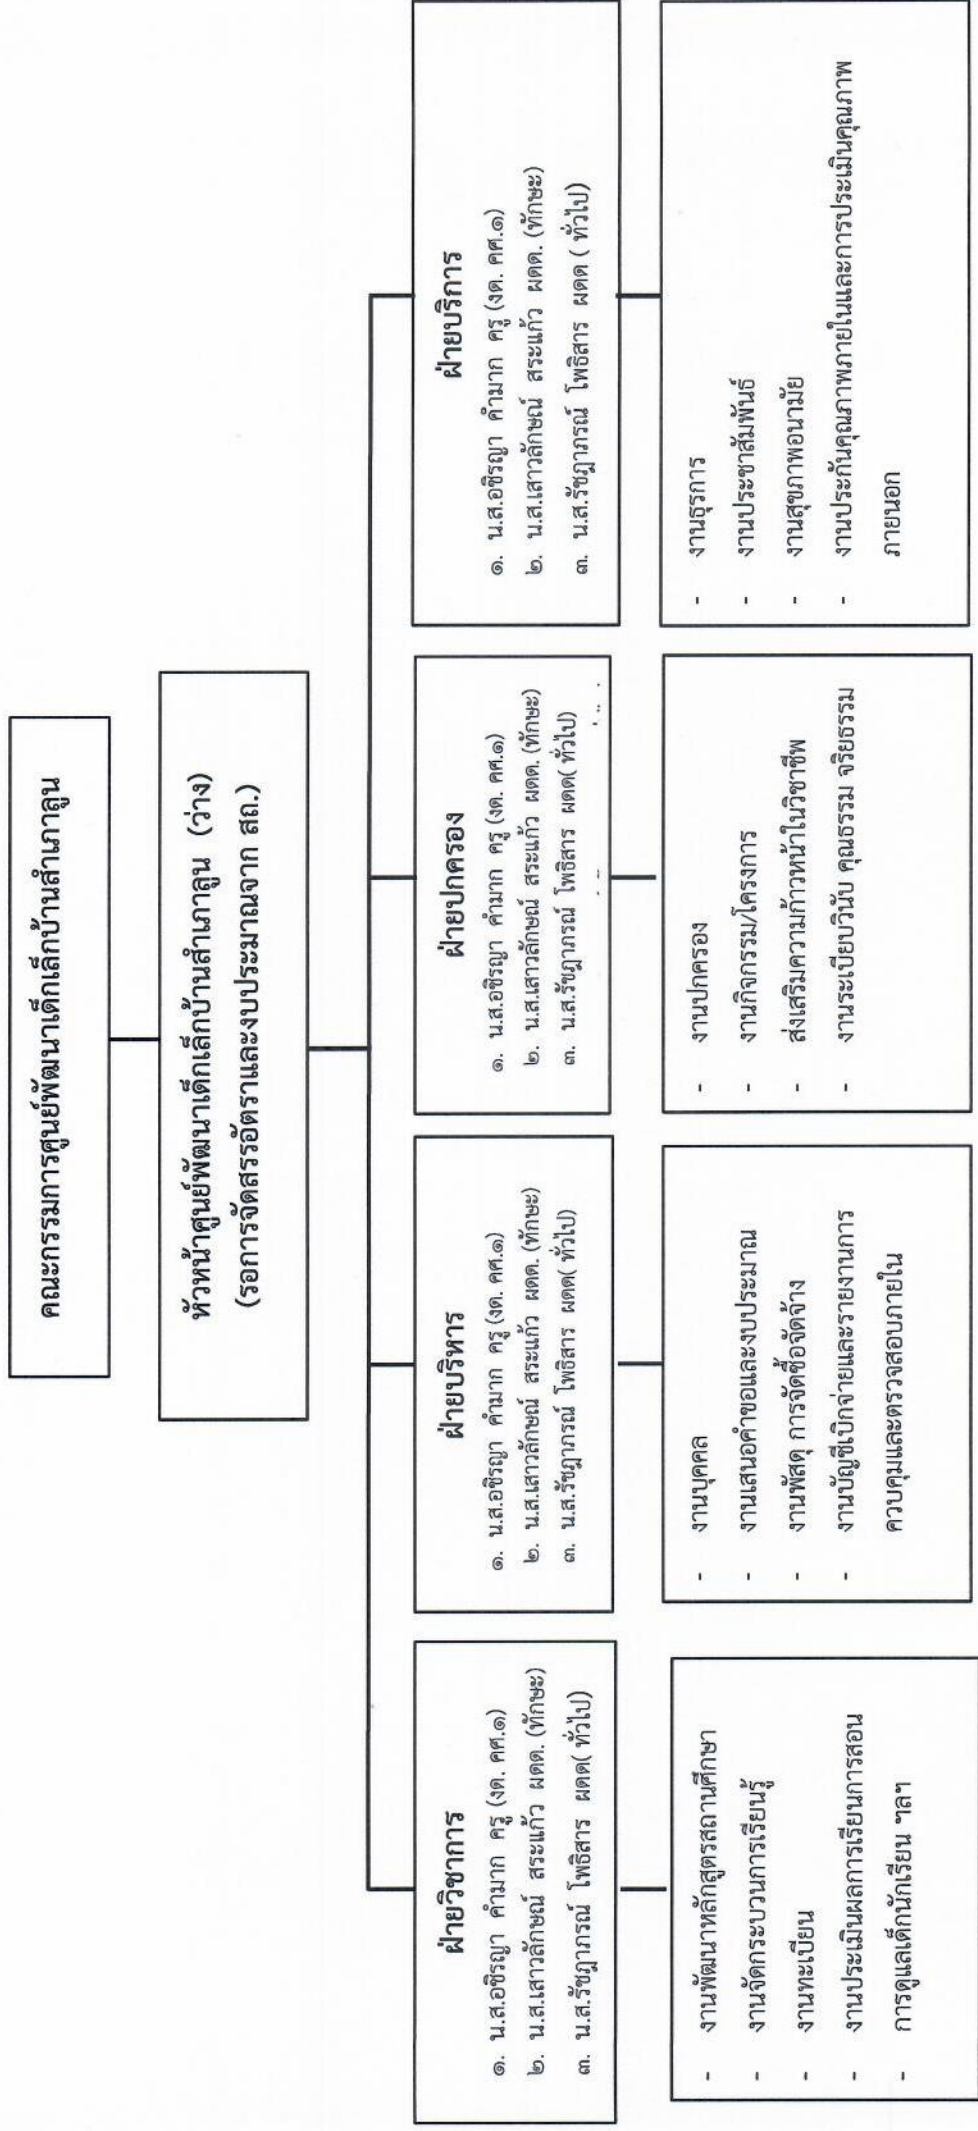 คณะกรรมการศูนย์พัฒนาเด็กเล็กบ้านสำเภาลูน
หัวหน้าศูนย์พัฒนาเด็กเล็กบ้านสำเภาลูน (ว่าง)
(รอการจัดสรรอัตราและงบประมาณจาก สถ.)
ฝ่ายวิชาการ
๑. น.ส.อชิรญา คำมาก ครู (งด. คศ.๑)
๒. น.ส.เสาวลักษณ์ สระแก้ว ผดด. (ทักษะ)
๓. น.ส.รัชฎาภรณ์ โพธิสาร ผดด( ทั่วไป)
- งานพัฒนาหลักสูตรสถานศึกษา
- งานจัดกระบวนการเรียนรู้
- งานทะเบียน
- งานประเมินผลการเรียนการสอน
- การดูแลเด็กนักเรียน ฯลฯ
ฝ่ายบริหาร
๑. น.ส.อชิรญา คำมาก ครู (งด. คศ.๑)
๒. น.ส.เสาวลักษณ์ สระแก้ว ผดด. (ทักษะ)
๓. น.ส.รัชฎาภรณ์ โพธิสาร ผดด( ทั่วไป)
- งานบุคคล
- งานเสนอคำขอและงบประมาณ
- งานพัสดุ การจัดซื้อจัดจ้าง
- งานบัญชีเบิกจ่ายและรายงานการ
ควบคุมและตรวจสอบภายใน
ฝ่ายปกครอง
๑. น.ส.อชิรญา คำมาก ครู (งด. คศ.๑)
๒. น.ส.เสาวลักษณ์ สระแก้ว ผดด. (ทักษะ)
๓. น.ส.รัชฎาภรณ์ โพธิสาร ผดด( ทั่วไป)
- งานปกครอง
- งานกิจกรรม/โครงการ
- ส่งเสริมความก้าวหน้าในวิชาชีพ
- งานระเบียบวินับ คุณธรรม จริยธรรม
ฝ่ายบริการ
๑. น.ส.อชิรญา คำมาก ครู (งด. คศ.๑)
๒. น.ส.เสาวลักษณ์ สระแก้ว ผดด. (ทักษะ)
๓. น.ส.รัชฎาภรณ์ โพธิสาร ผดด ( ทั่วไป)
- งานธุรการ
- งานประชาสัมพันธ์
- งานสุขภาพอนามัย
- งานประกันคุณภาพภายในและการประเมินคุณภาพ
ภายนอก